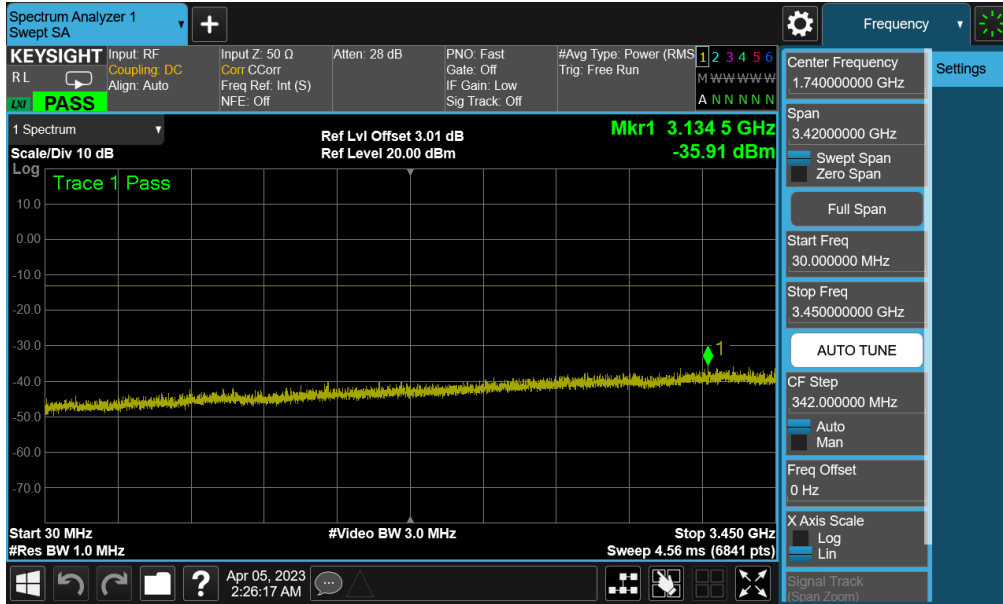 Spectrum Analyzer 1
Swept SA
Frequency
KEYSIGHT
R L
LXI
PASS
Input: RF
Coupling: DC
Align: Auto
Input Z: 50 Ω
Corr CCorr
Freq Ref: Int (S)
NFE: Off
Atten: 28 dB
PNO: Fast
Gate: Off
IF Gain: Low
Sig Track: Off
#Avg Type: Power (RMS
Trig: Free Run
1 2 3 4 5 6
M W W W W W
A N N N N N
1 Spectrum
Scale/Div 10 dB
Ref Lvl Offset 3.01 dB
Ref Level 20.00 dBm
Mkr1 3.134 5 GHz
-35.91 dBm
Log
Trace 1 Pass
10.0
0.00
-10.0
-20.0
-30.0
1
-40.0
-50.0
-60.0
-70.0
Start 30 MHz
#Video BW 3.0 MHz
Stop 3.450 GHz
#Res BW 1.0 MHz
Sweep 4.56 ms (6841 pts)
Center Frequency
1.740000000 GHz
Span
3.42000000 GHz
Swept Span
Zero Span
Full Span
Start Freq
30.000000 MHz
Stop Freq
3.450000000 GHz
AUTO TUNE
CF Step
342.000000 MHz
Auto
Man
Freq Offset
0 Hz
X Axis Scale
Log
Lin
Signal Track
(Span Zoom)
Settings
?
Apr 05, 2023
2:26:17 AM